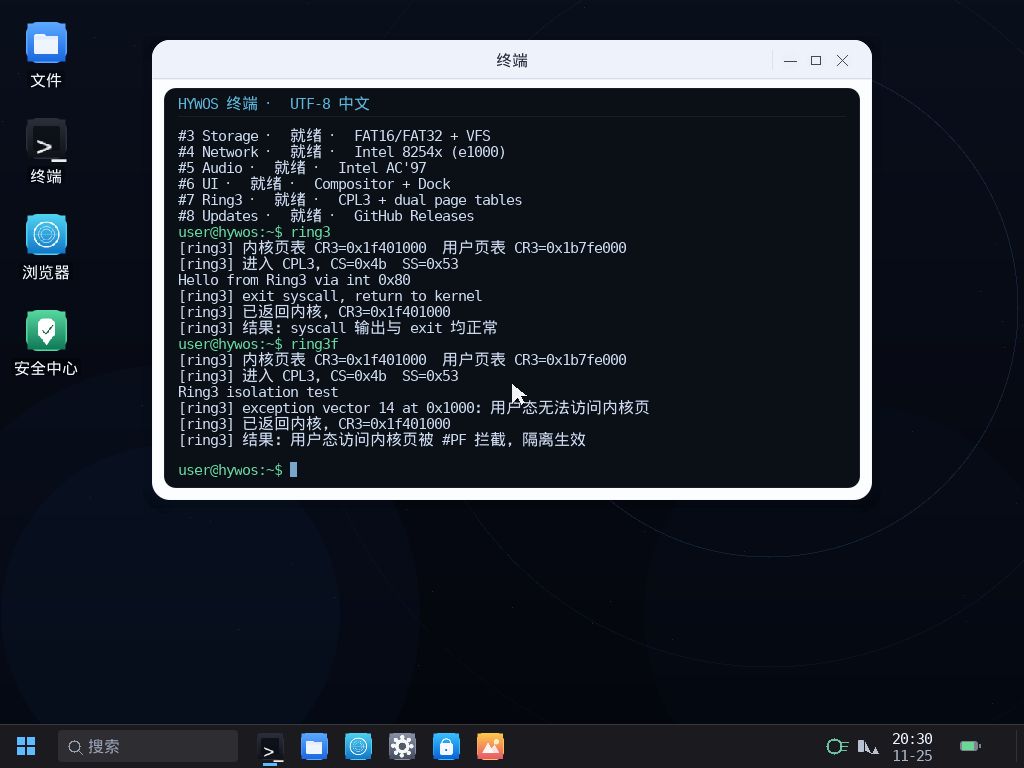 文件
终端
浏览器
安全中心
终端
HYWOS 终端 · UTF-8 中文
#3 Storage · 就绪 · FAT16/FAT32 + VFS
#4 Network · 就绪 · Intel 8254x (e1000)
#5 Audio · 就绪 · Intel AC'97
#6 UI · 就绪 · Compositor + Dock
#7 Ring3 · 就绪 · CPL3 + dual page tables
#8 Updates · 就绪 · GitHub Releases
user@hywos:~$ ring3
[ring3] 内核页表 CR3=0x1f401000 用户页表 CR3=0x1b7fe000
[ring3] 进入 CPL3, CS=0x4b SS=0x53
Hello from Ring3 via int 0x80
[ring3] exit syscall, return to kernel
[ring3] 已返回内核, CR3=0x1f401000
[ring3] 结果: syscall 输出与 exit 均正常
user@hywos:~$ ring3f
[ring3] 内核页表 CR3=0x1f401000 用户页表 CR3=0x1b7fe000
[ring3] 进入 CPL3, CS=0x4b SS=0x53
Ring3 isolation test
[ring3] exception vector 14 at 0x1000: 用户态无法访问内核页
[ring3] 已返回内核, CR3=0x1f401000
[ring3] 结果: 用户态访问内核页被 #PF 拦截, 隔离生效
user@hywos:~$
搜索
20:30
11-25